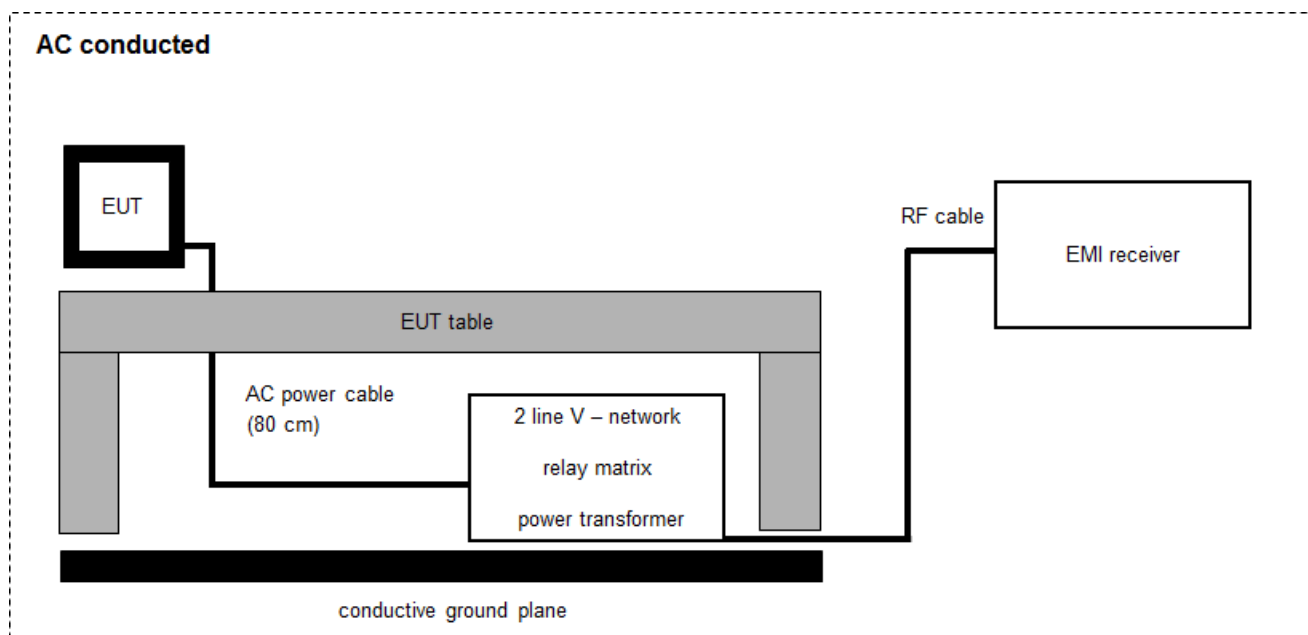 AC conducted
EUT
RF cable
EMI receiver
EUT table
AC power cable
(80 cm)
2 line V – network
relay matrix
power transformer
conductive ground plane